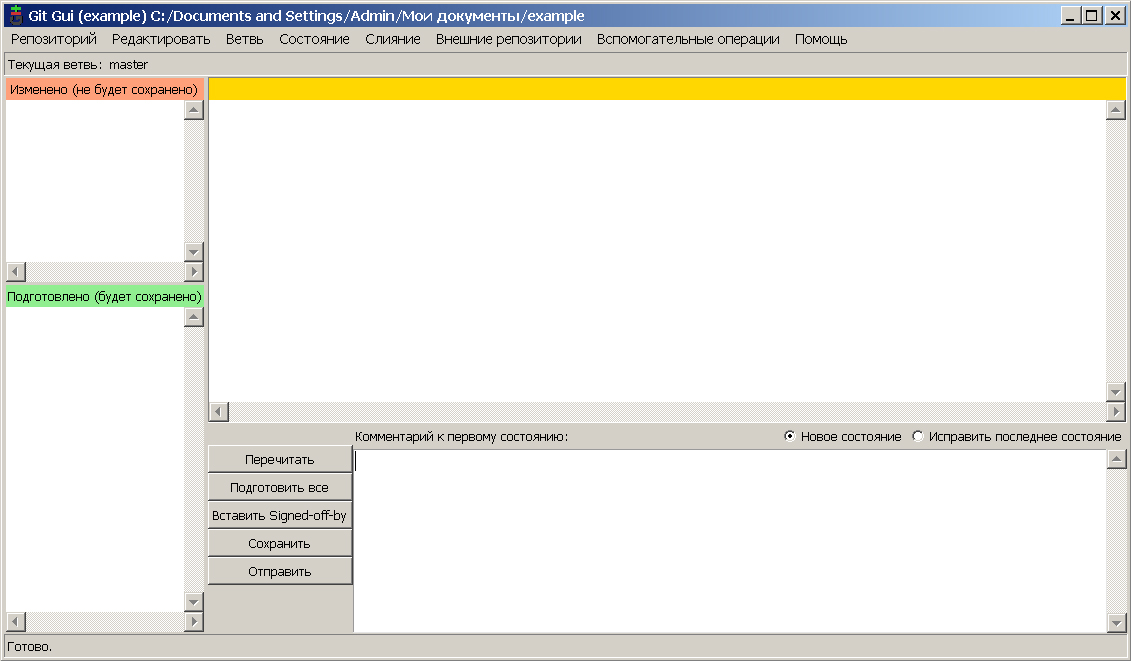 Git Gui (example) C:/Documents and Settings/Admin/Мои документы/example
Репозиторий Редактировать Ветвь Состояние Слияние Внешние репозитории Вспомогательные операции Помощь
Текущая ветвь: master
Изменено (не будет сохранено)
Подготовлено (будет сохранено)
Комментарий к первому состоянию: Новое состояние Исправить последнее состояние
Перечитать
Подготовить все
Вставить Signed-off-by
Сохранить
Отправить
Готово.